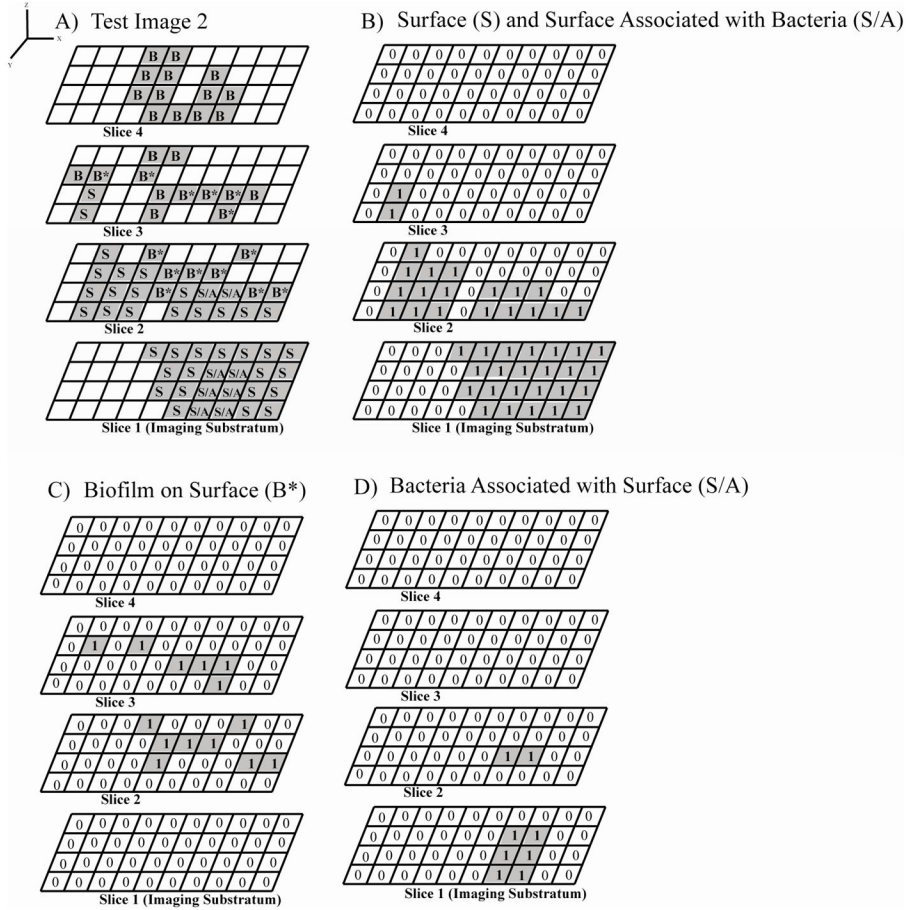 Z
X
Y
A) Test Image 2
B B
B B B
B B B B
B B B B
Slice 4
B B
B B* B*
S B B* B* B* B
S B B*
Slice 3
S B* B*
S S S B* B* B*
S S S B* S S/A S/A B* B*
S S S S S S S S
Slice 2
S S S S S S S
S S S/A S/A S S
S S S/A S/A S S
S S/A S/A S S
Slice 1 (Imaging Substratum)
B) Surface (S) and Surface Associated with Bacteria (S/A)
0 0 0 0 0 0 0 0 0 0
0 0 0 0 0 0 0 0 0 0
0 0 0 0 0 0 0 0 0 0
0 0 0 0 0 0 0 0 0 0
Slice 4
0 0 0 0 0 0 0 0 0 0
0 0 0 0 0 0 0 0 0 0
0 1 0 0 0 0 0 0 0 0
0 1 0 0 0 0 0 0 0 0
Slice 3
0 1 0 0 0 0 0 0 0 0
0 1 1 1 0 0 0 0 0 0
0 1 1 1 0 1 1 1 0 0
0 1 1 1 0 1 1 1 1 1
Slice 2
0 0 0 1 1 1 1 1 1 1
0 0 0 0 1 1 1 1 1 1
0 0 0 0 1 1 1 1 1 1
0 0 0 0 0 1 1 1 1 1
Slice 1 (Imaging Substratum)
C) Biofilm on Surface (B*)
0 0 0 0 0 0 0 0 0 0
0 0 0 0 0 0 0 0 0 0
0 0 0 0 0 0 0 0 0 0
0 0 0 0 0 0 0 0 0 0
Slice 4
0 0 0 0 0 0 0 0 0 0
0 1 0 1 0 0 0 0 0 0
0 0 0 0 0 1 1 1 0 0
0 0 0 0 0 0 0 1 0 0
Slice 3
0 0 0 1 0 0 0 1 0 0
0 0 0 0 1 1 1 0 0 0
0 0 0 0 1 0 0 0 1 1
0 0 0 0 0 0 0 0 0 0
Slice 2
0 0 0 0 0 0 0 0 0 0
0 0 0 0 0 0 0 0 0 0
0 0 0 0 0 0 0 0 0 0
0 0 0 0 0 0 0 0 0 0
Slice 1 (Imaging Substratum)
D) Bacteria Associated with Surface (S/A)
0 0 0 0 0 0 0 0 0 0
0 0 0 0 0 0 0 0 0 0
0 0 0 0 0 0 0 0 0 0
0 0 0 0 0 0 0 0 0 0
Slice 4
0 0 0 0 0 0 0 0 0 0
0 0 0 0 0 0 0 0 0 0
0 0 0 0 0 0 0 0 0 0
0 0 0 0 0 0 0 0 0 0
Slice 3
0 0 0 0 0 0 0 0 0 0
0 0 0 0 0 0 0 0 0 0
0 0 0 0 0 0 1 1 0 0
0 0 0 0 0 0 0 0 0 0
Slice 2
0 0 0 0 0 0 0 0 0 0
0 0 0 0 0 0 1 1 0 0
0 0 0 0 0 0 1 1 0 0
0 0 0 0 0 0 1 1 0 0
Slice 1 (Imaging Substratum)